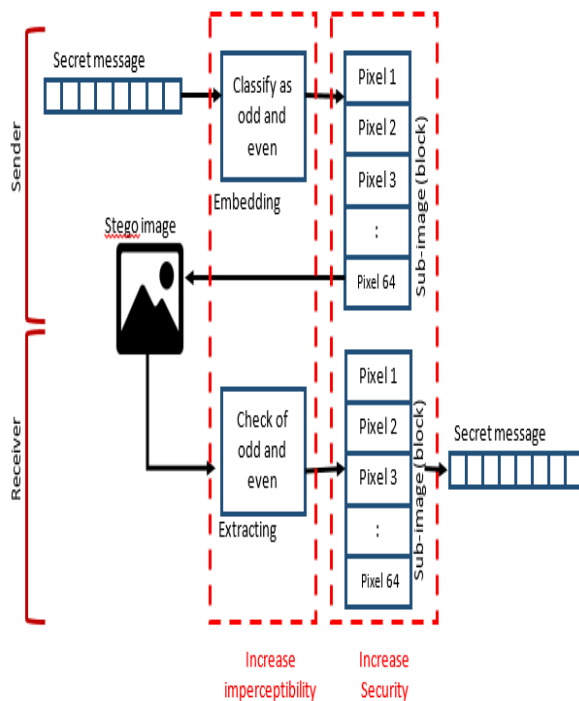 Sender
Secret message
Classify as
odd and
even
Embedding
Pixel 1
Pixel 2
Pixel 3
:
Pixel 64
Sub-image (block)
Stego image
Receiver
Check of
odd and
even
Extracting
Pixel 1
Pixel 2
Pixel 3
:
Pixel 64
Sub-image (block)
Secret message
Increase
imperceptibility
Increase
Security